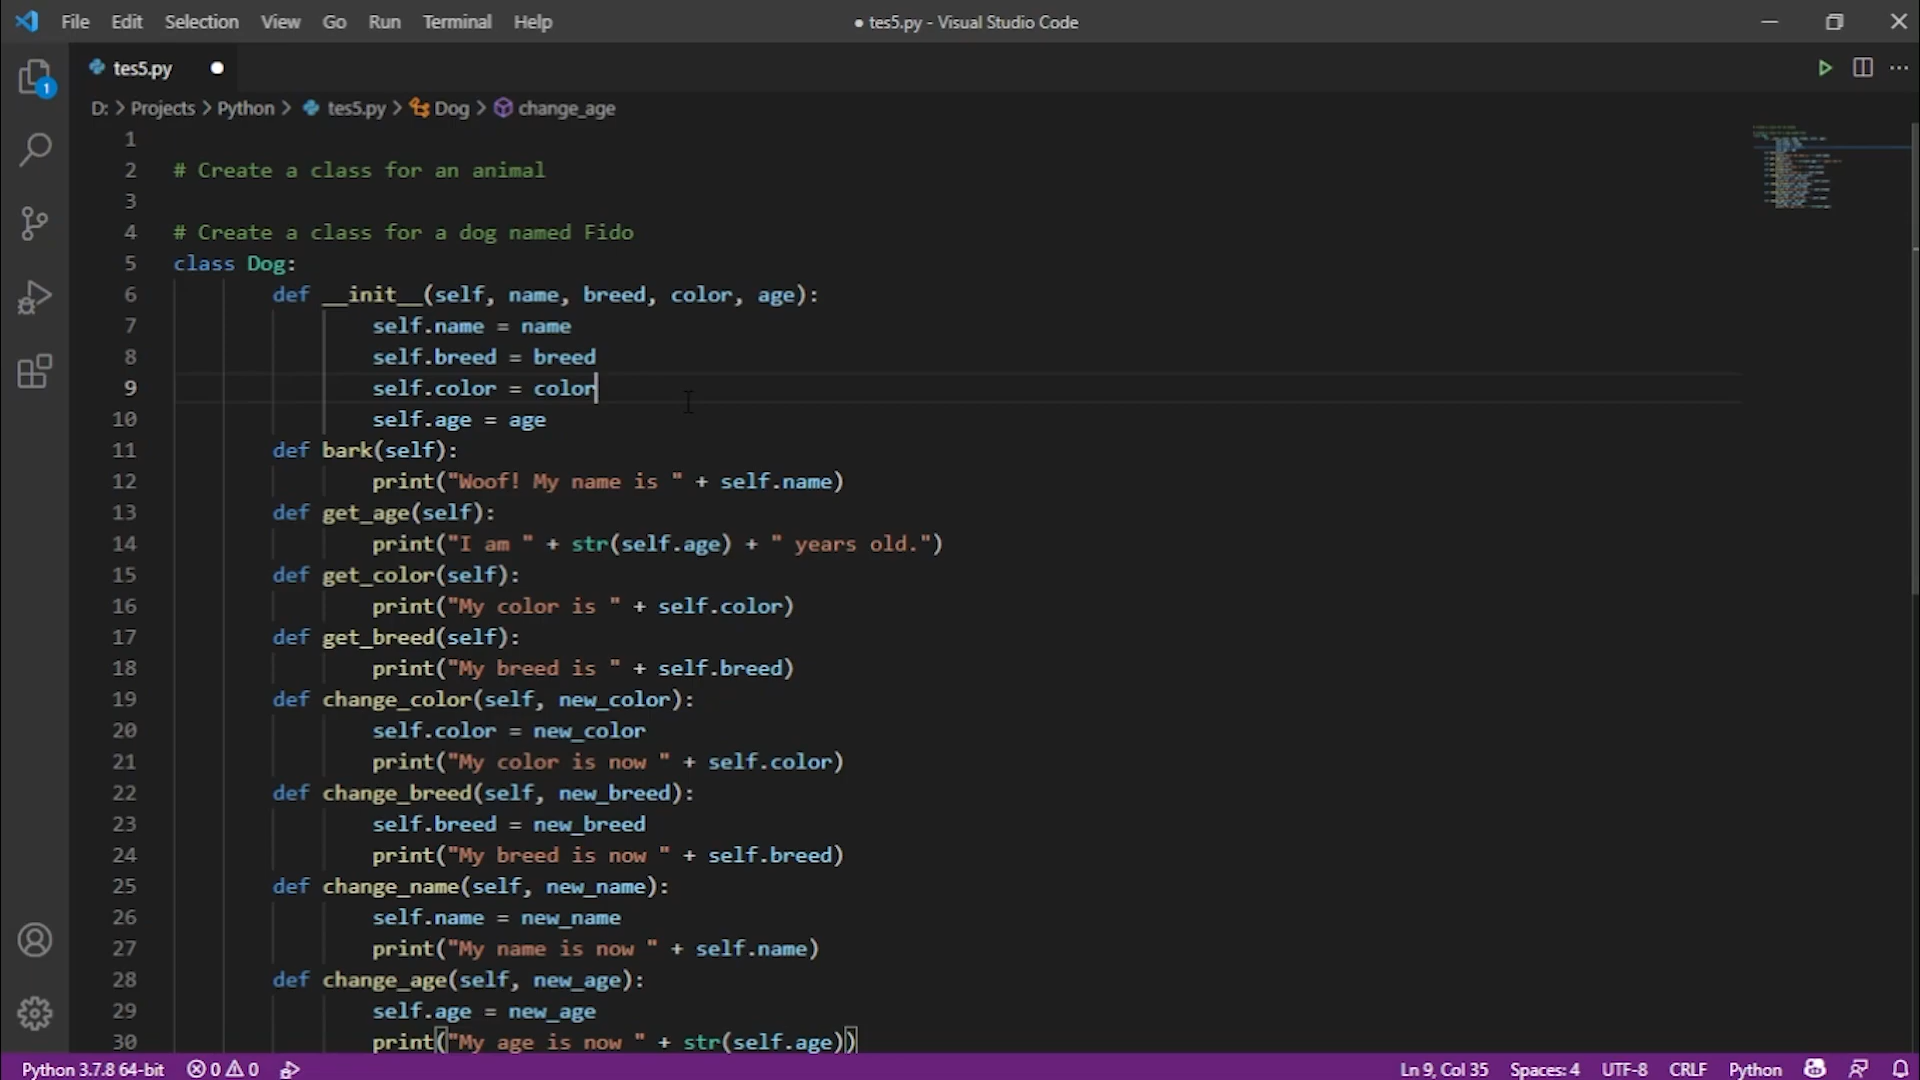 File Edit Selection View Go Run Terminal Help ● tes5.py - Visual Studio Code
tes5.py
1
D: > Projects > Python > tes5.py > Dog > change_age
1
2 # Create a class for an animal
3
4 # Create a class for a dog named Fido
5 class Dog:
6 def __init__(self, name, breed, color, age):
7 self.name = name
8 self.breed = breed
9 self.color = color
10 self.age = age
11 def bark(self):
12 print("Woof! My name is " + self.name)
13 def get_age(self):
14 print("I am " + str(self.age) + " years old.")
15 def get_color(self):
16 print("My color is " + self.color)
17 def get_breed(self):
18 print("My breed is " + self.breed)
19 def change_color(self, new_color):
20 self.color = new_color
21 print("My color is now " + self.color)
22 def change_breed(self, new_breed):
23 self.breed = new_breed
24 print("My breed is now " + self.breed)
25 def change_name(self, new_name):
26 self.name = new_name
27 print("My name is now " + self.name)
28 def change_age(self, new_age):
29 self.age = new_age
30 print("My age is now " + str(self.age))
Python 3.7.8 64-bit 0 0 Ln 9, Col 35 Spaces: 4 UTF-8 CRLF Python